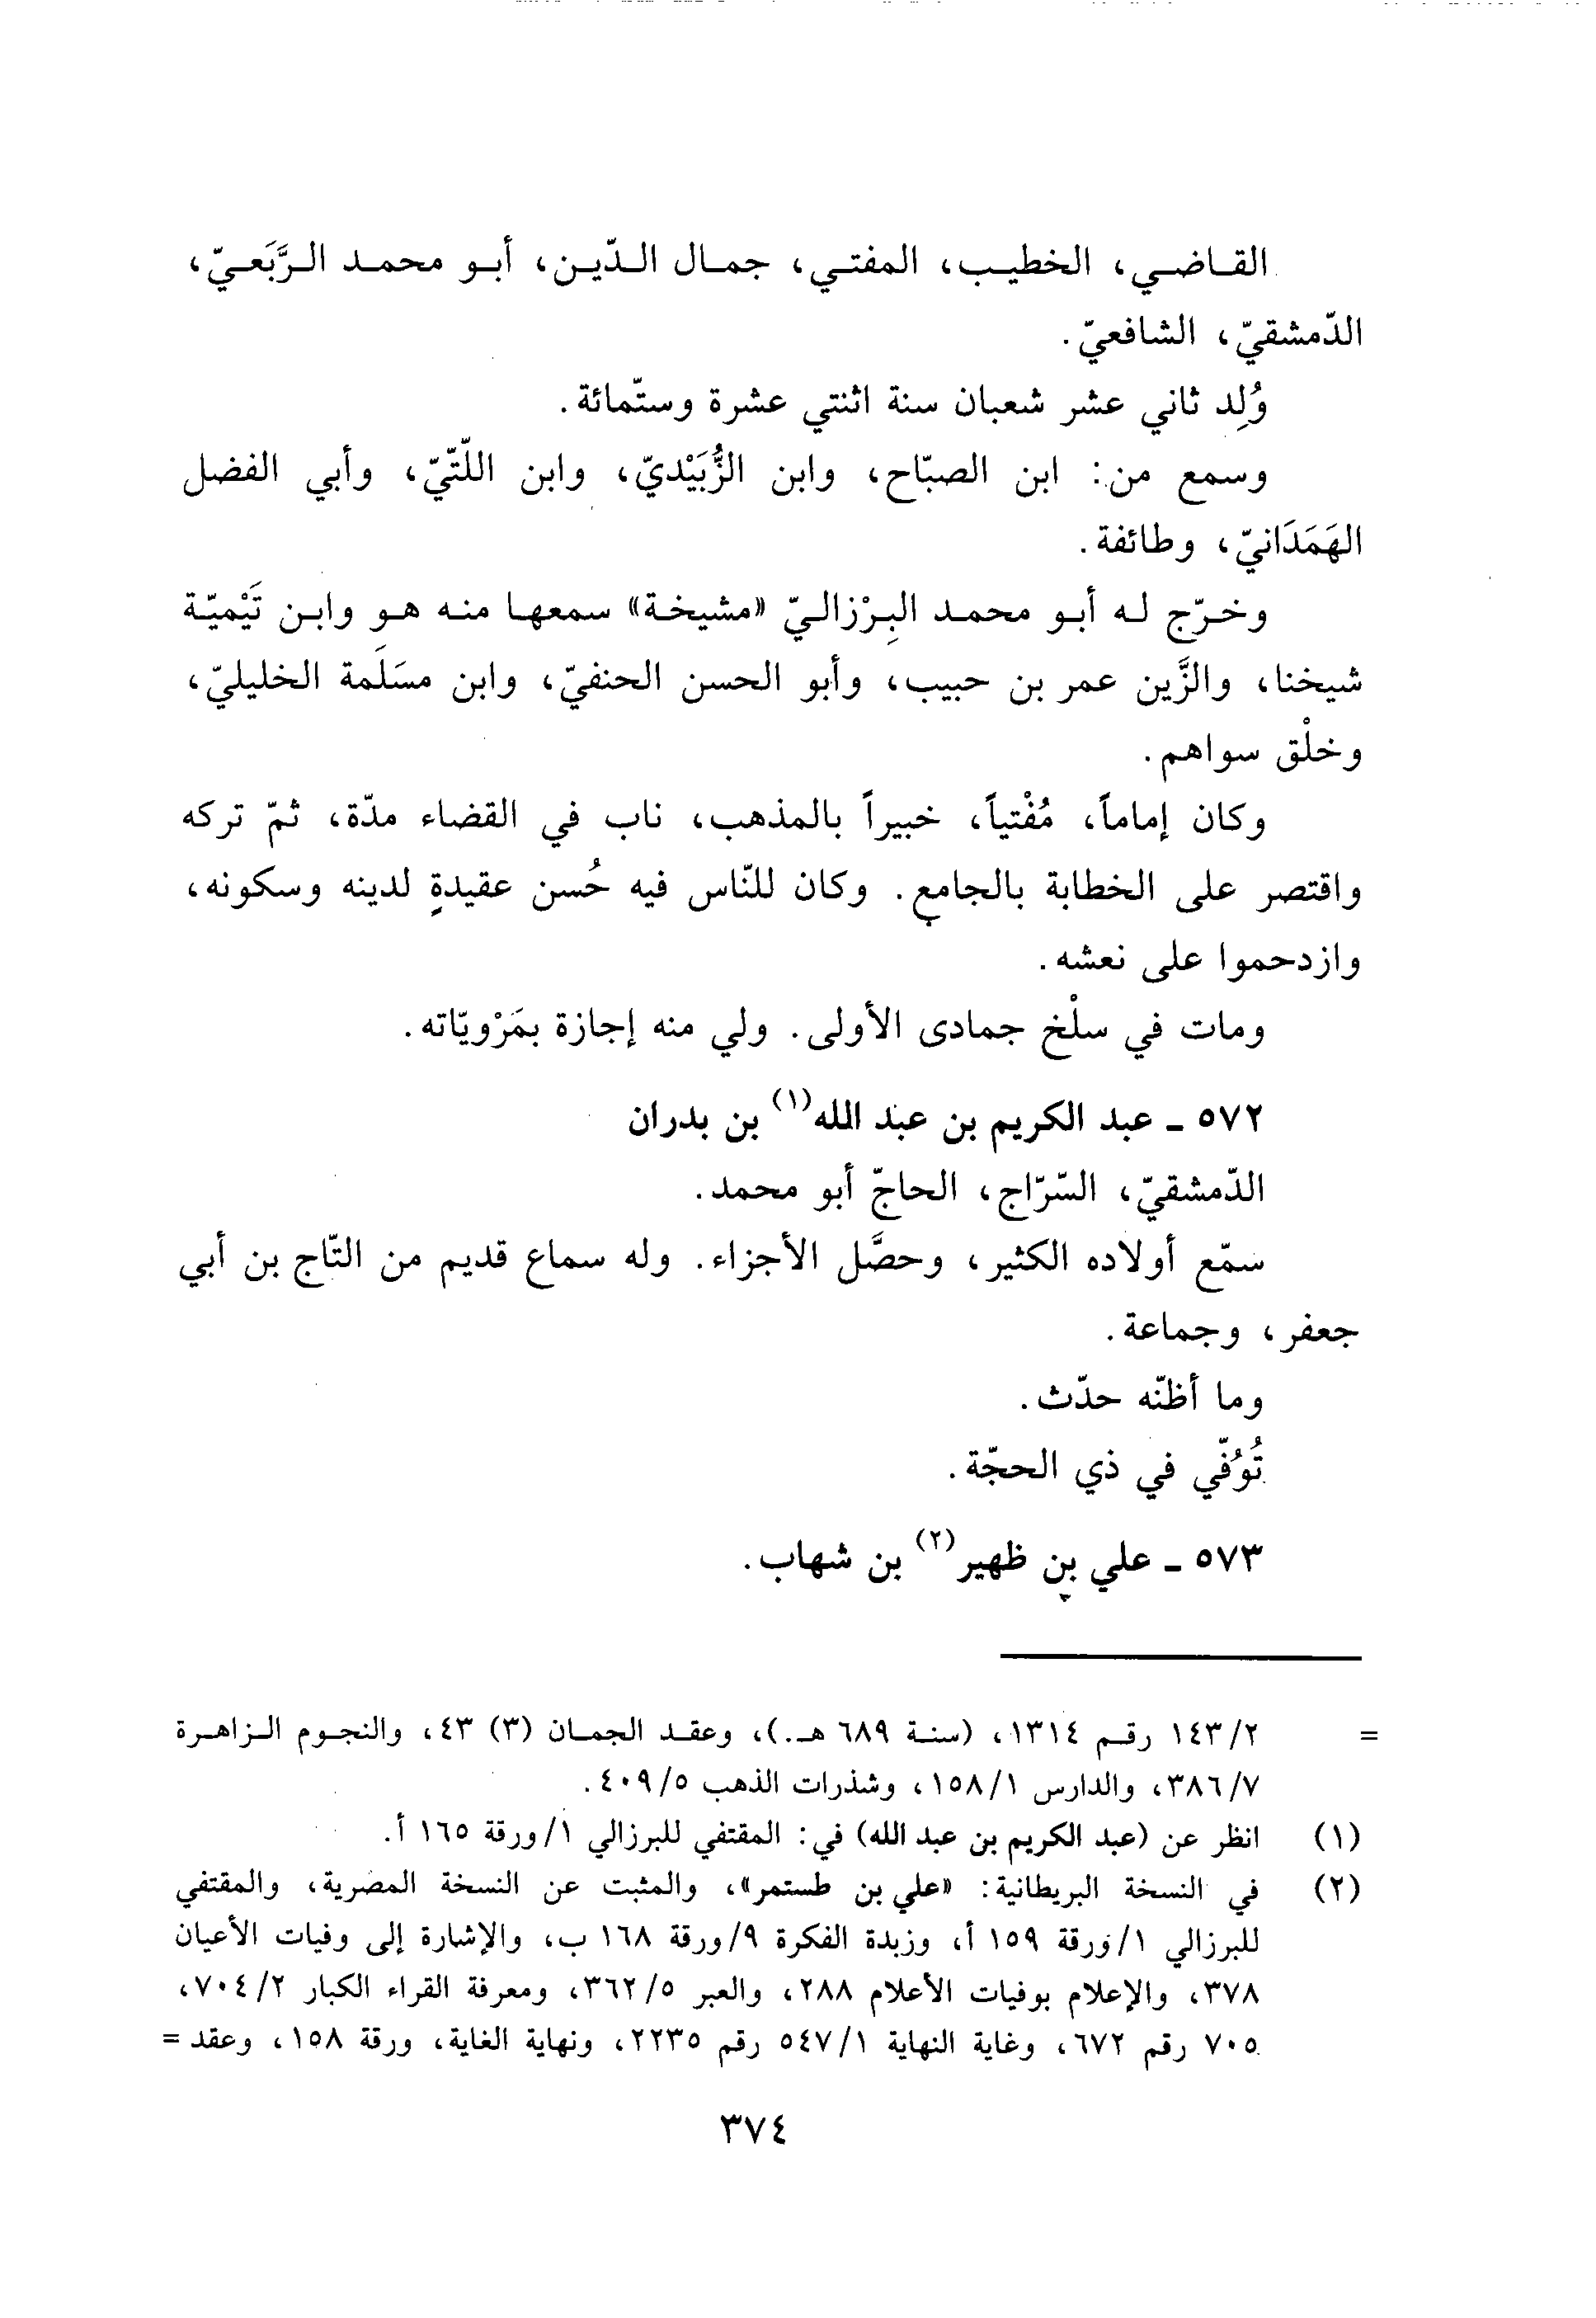 القاضي، الخطيب، المفتي، جمال الدّين، أبو محمد الرَّبَعيّ،
الدّمشقيّ، الشافعيّ.
وُلِد ثاني عشر شعبان سنة اثنتي عشرة وستّمائة.
وسمع من: ابن الصبّاح، وابن الزُّبَيْديّ، وابن اللّتّيّ، وأبي الفضل
الهَمَدَانيّ، وطائفة.
وخرّج له أبو محمد البِرْزاليّ «مشيخة» سمعها منه هو وابن تَيْميّة
شيخنا، والزَّين عمر بن حبيب، وأبو الحسن الحنفيّ، وابن مسَلَمة الخليليّ،
وخلْق سواهم.
وكان إماماً، مُفْتياً، خبيراً بالمذهب، ناب في القضاء مدّة، ثمّ تركه
واقتصر على الخطابة بالجامع. وكان للنّاس فيه حُسن عقيدةٍ لدينه وسكونه،
وازدحموا على نعشه.
ومات في سلْخ جمادى الأولى. ولي منه إجازة بمَرْويّاته.
٥٧٢ ـ عبد الكريم بن عبد الله(١) بن بدران
الدّمشقيّ، السّرّاج، الحاجّ أبو محمد.
سمّع أولاده الكثير، وحصَّل الأجزاء. وله سماع قديم من التّاج بن أبي
جعفر، وجماعة.
وما أظنّه حدّث.
تُوُفّي في ذي الحجّة.
٥٧٣ ـ علي بن ظهير(٢) بن شهاب.
= ١٤٣/٢ رقم ١٣١٤، (سنة ٦٨٩ هـ.)، وعقد الجمان (٣) ٤٣، والنجوم الزاهرة
٣٨٦/٧، والدارس ١٥٨/١، وشذرات الذهب ٤٠٩/٥.
(١) انظر عن (عبد الكريم بن عبد الله) في: المقتفي للبرزالي ١/ورقة ١٦٥ أ.
(٢) في النسخة البريطانية: «علي بن طستمر»، والمثبت عن النسخة المصرية، والمقتفي
للبرزالي ١/ورقة ١٥٩ أ، وزبدة الفكرة ٩/ورقة ١٦٨ ب، والإشارة إلى وفيات الأعيان
٣٧٨، والإعلام بوفيات الأعلام ٢٨٨، والعبر ٣٦٢/٥، ومعرفة القراء الكبار ٧٠٤/٢،
٧٠٥ رقم ٦٧٢، وغاية النهاية ٥٤٧/١ رقم ٢٢٣٥، ونهاية الغاية، ورقة ١٥٨، وعقد =
٣٧٤